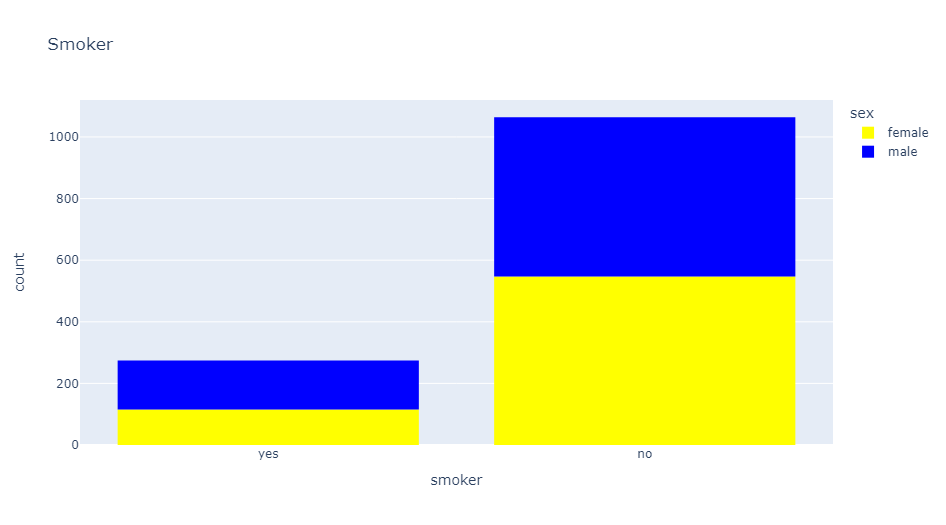 Smoker
sex
female
male
1000
800
600
400
200
0
count
yes
no
smoker